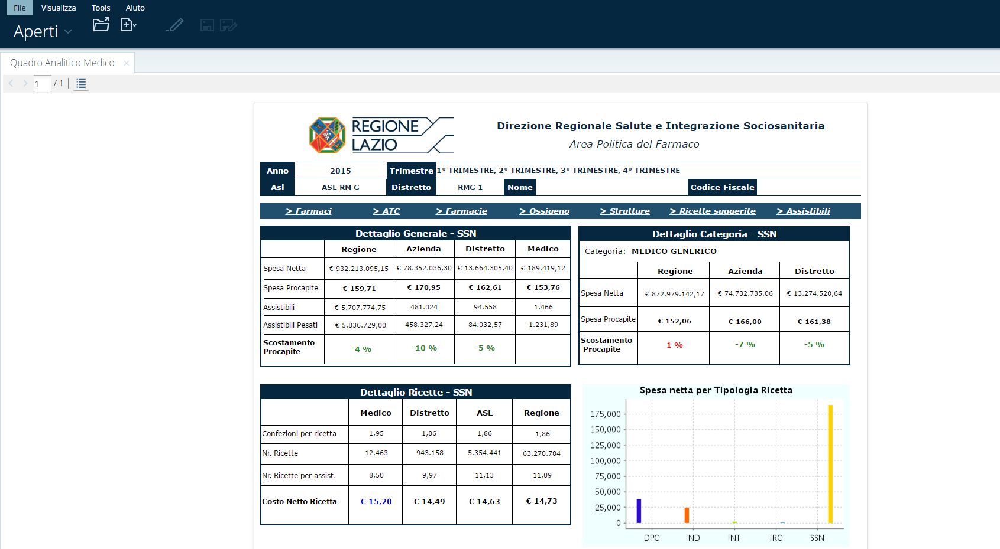 File Visualizza Tools Aiuto
Aperti
Quadro Analitico Medico ×
1 / 1
REGIONE
LAZIO
Direzione Regionale Salute e Integrazione Sociosanitaria
Area Politica del Farmaco
Anno 2015 Trimestre 1° TRIMESTRE, 2° TRIMESTRE, 3° TRIMESTRE, 4° TRIMESTRE
Asl ASL RM G Distretto RMG 1 Nome Codice Fiscale
> Farmaci > ATC > Farmacie > Ossigeno > Strutture > Ricette suggerite > Assistibili
Dettaglio Generale - SSN
Regione Azienda Distretto Medico
Spesa Netta € 932.213.095,15 € 78.352.036,30 € 13.664.305,40 € 189.419,12
Spesa Procapite € 159,71 € 170,95 € 162,61 € 153,76
Assistibili € 5.707.774,75 481.024 94.558 1.466
Assistibili Pesati € 5.836.729,00 458.327,24 84.032,57 1.231,89
Scostamento
Procapite -4 % -10 % -5 %
Dettaglio Categoria - SSN
Categoria: MEDICO GENERICO
Regione Azienda Distretto
Spesa Netta € 872.979.142,17 € 74.732.735,06 € 13.274.520,64
Spesa Procapite € 152,06 € 166,00 € 161,38
Scostamento
Procapite 1 % -7 % -5 %
Dettaglio Ricette - SSN
Medico Distretto ASL Regione
Confezioni per ricetta 1,95 1,86 1,86 1,86
Nr. Ricette 12.463 943.158 5.354.441 63.270.704
Nr. Ricette per assist. 8,50 9,97 11,13 11,09
Costo Netto Ricetta € 15,20 € 14,49 € 14,63 € 14,73
Spesa netta per Tipologia Ricetta
175,000
150,000
125,000
100,000
75,000
50,000
25,000
0
DPC IND INT IRC SSN